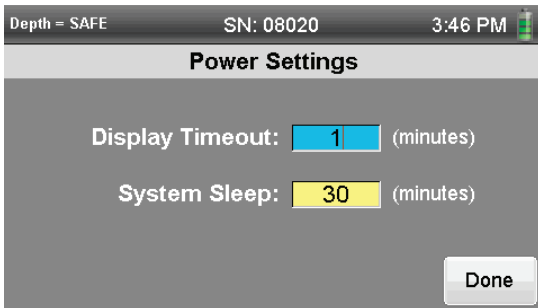 Depth = SAFE SN: 08020 3:46 PM
Power Settings
Display Timeout: 1 (minutes)
System Sleep: 30 (minutes)
Done